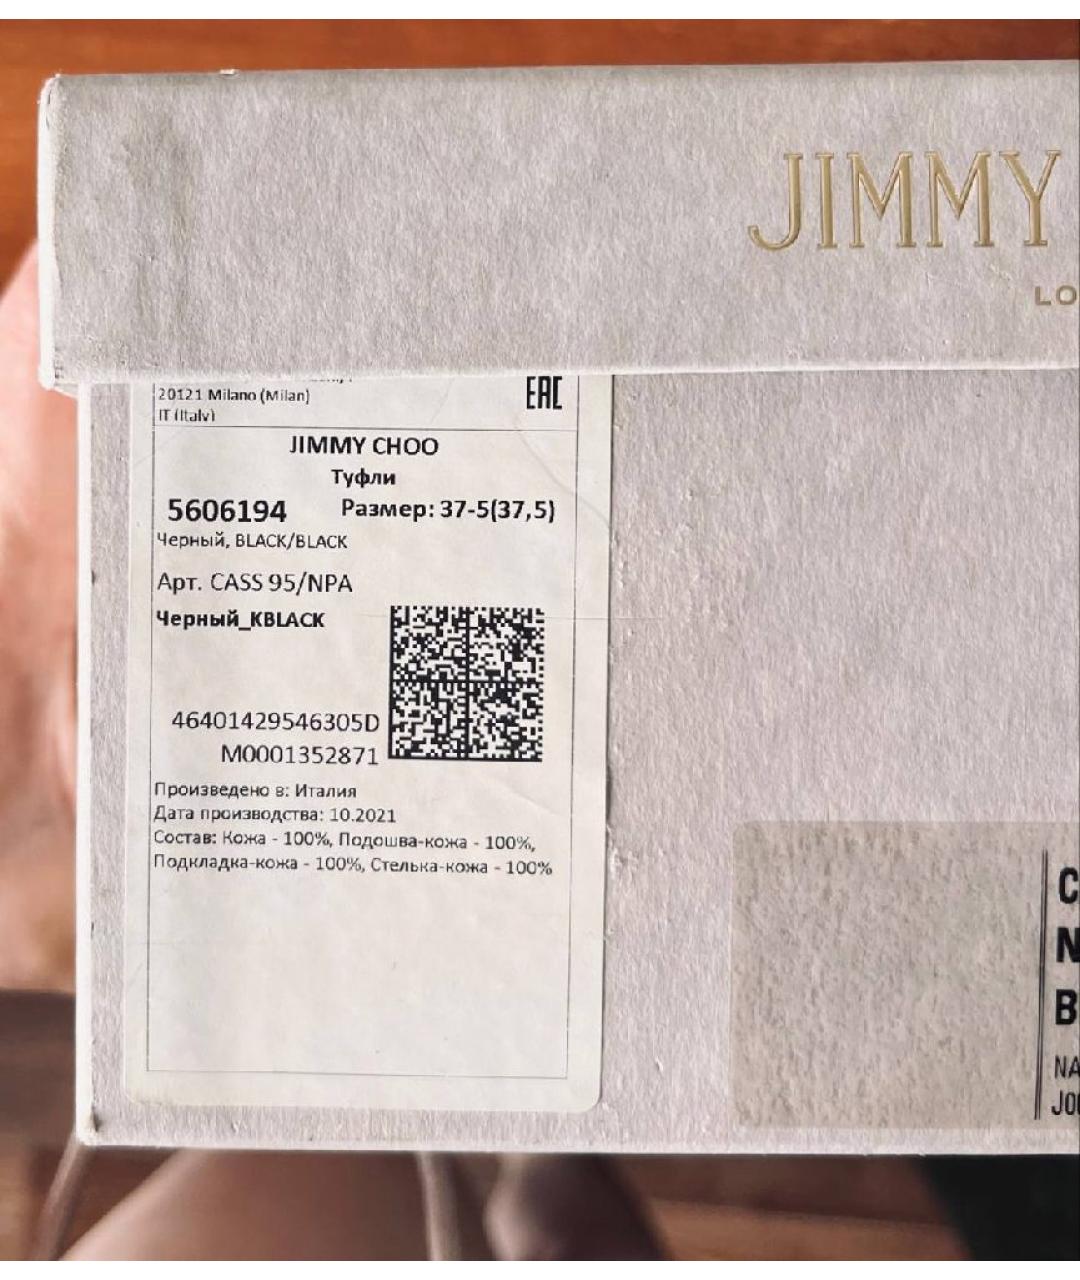 JIMMY
LO
20121 Milano (Milan)
IT (Italy)
EAC
JIMMY CHOO
Туфли
5606194 Размер: 37-5(37,5)
Черный, BLACK/BLACK
Арт. CASS 95/NPA
Черный_KBLACK
46401429546305D
M0001352871
Произведено в: Италия
Дата производства: 10.2021
Состав: Кожа - 100%, Подошва-кожа - 100%,
Подкладка-кожа - 100%, Стелька-кожа - 100%
C
N
B
NA